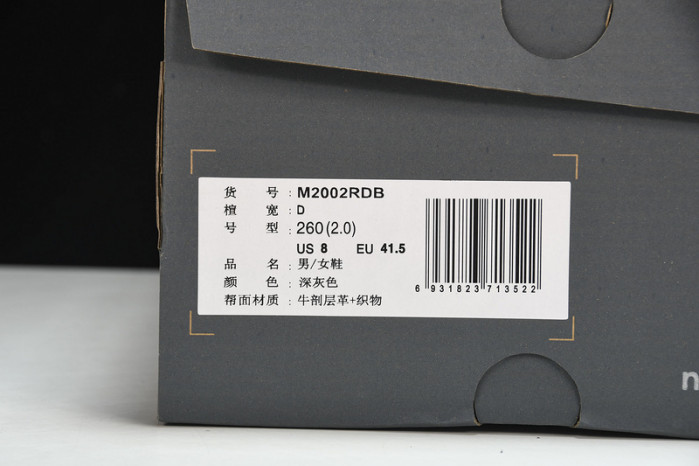 货 号 : M2002RDB
楦 宽 : D
号 型 : 260(2.0)
US 8 EU 41.5
品 名 : 男/女鞋
颜 色 : 深灰色
帮面材质 : 牛剖层革+织物
6 931823 713522
n